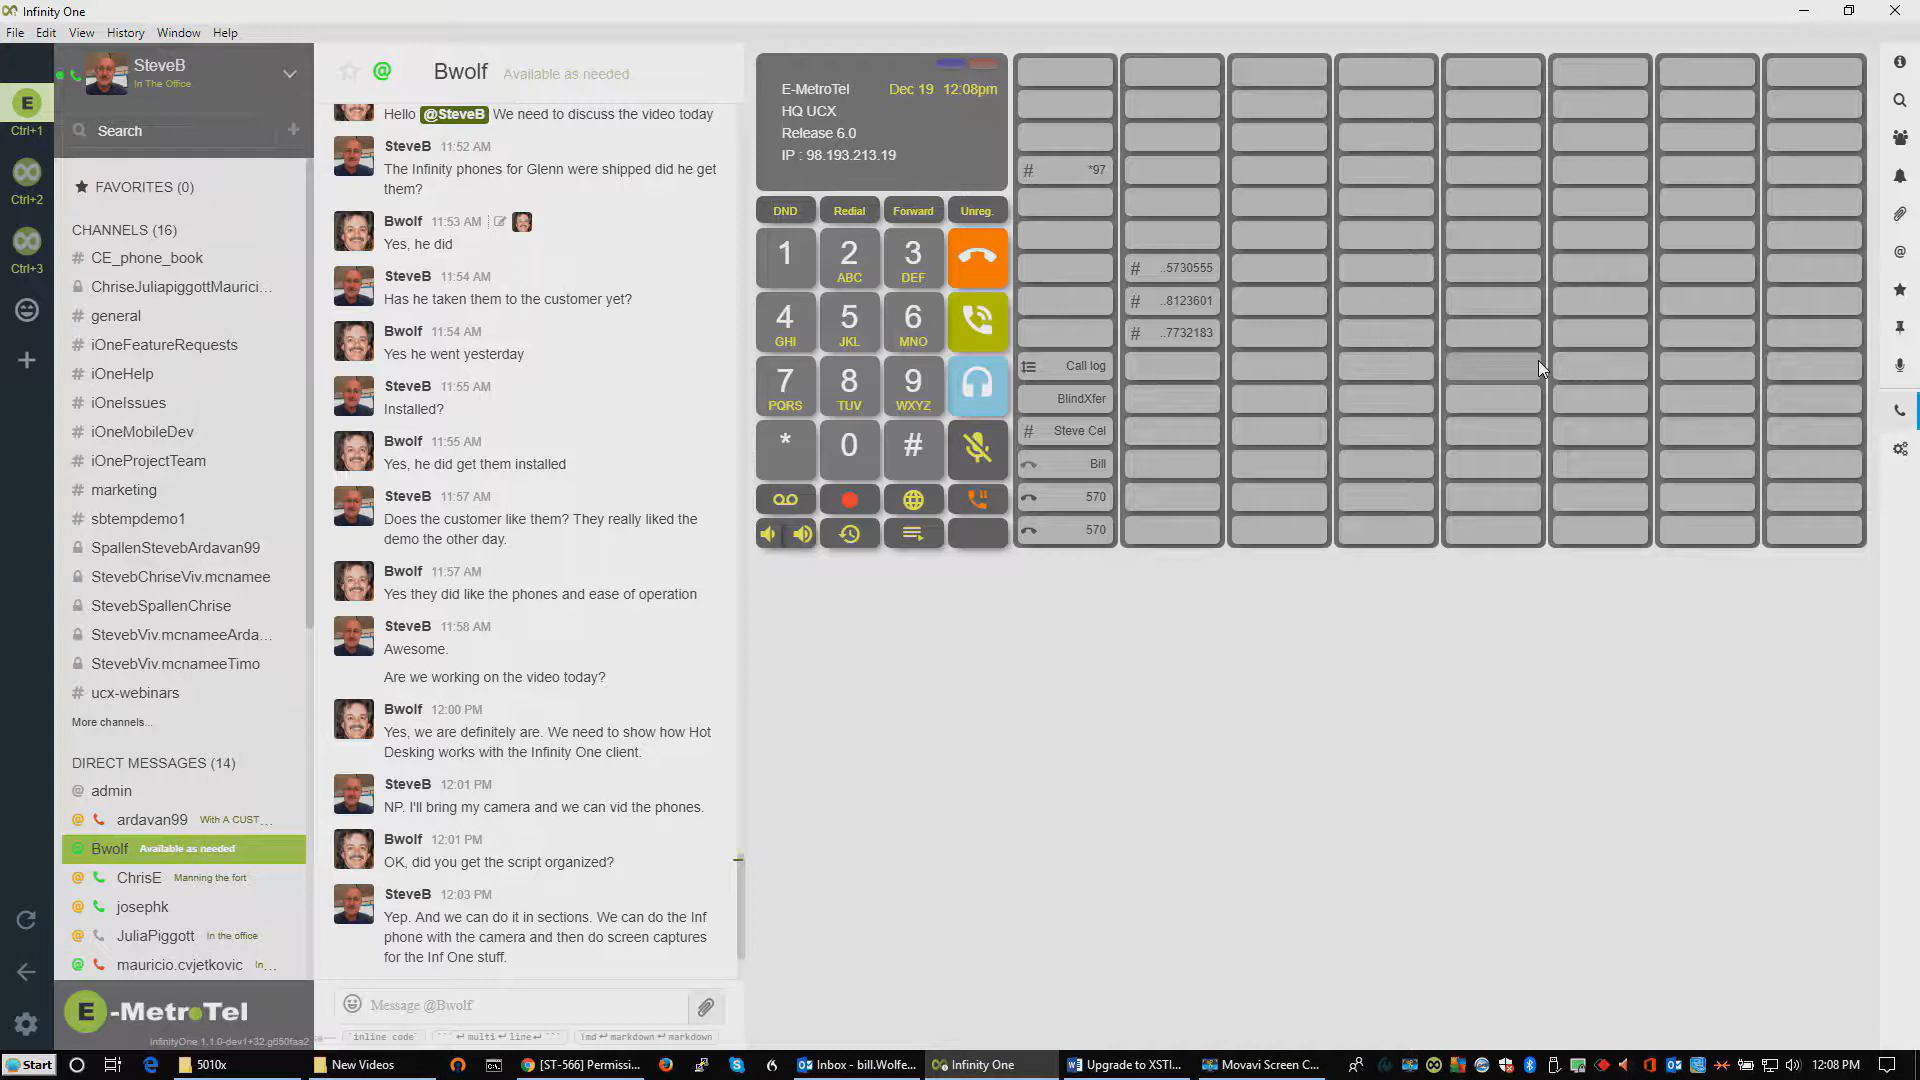 Infinity One
File Edit View History Window Help
SteveB
In The Office
Search
Ctrl+1
Ctrl+2
Ctrl+3
FAVORITES (0)
CHANNELS (16)
# CE_phone_book
ChriseJuliapiggottMaurici...
# general
# iOneFeatureRequests
# iOneHelp
# iOneIssues
# iOneMobileDev
# iOneProjectTeam
# marketing
# sbtempdemo1
SpallenStevebArdavan99
StevebChriseViv.mcnamee
StevebSpallenChrise
StevebViv.mcnameeArda...
StevebViv.mcnameeTimo
# ucx-webinars
More channels...
DIRECT MESSAGES (14)
@ admin
@ ardavan99 With A CUST...
@ Bwolf Available as needed
@ ChrisE Manning the fort
@ josephk
@ JuliaPiggott In the office
@ mauricio.cvjetkovic In...
E-MetroTel
infinityOne 1.1.0-dev1+32.g650faa2
@ Bwolf Available as needed
Hello @SteveB We need to discuss the video today
SteveB 11:52 AM
The Infinity phones for Glenn were shipped did he get
them?
Bwolf 11:53 AM
Yes, he did
SteveB 11:54 AM
Has he taken them to the customer yet?
Bwolf 11:54 AM
Yes he went yesterday
SteveB 11:55 AM
Installed?
Bwolf 11:55 AM
Yes, he did get them installed
SteveB 11:57 AM
Does the customer like them? They really liked the
demo the other day.
Bwolf 11:57 AM
Yes they did like the phones and ease of operation
SteveB 11:58 AM
Awesome.
Are we working on the video today?
Bwolf 12:00 PM
Yes, we are definitely are. We need to show how Hot
Desking works with the Infinity One client.
SteveB 12:01 PM
NP. I'll bring my camera and we can vid the phones.
Bwolf 12:01 PM
OK, did you get the script organized?
SteveB 12:03 PM
Yep. And we can do it in sections. We can do the Inf
phone with the camera and then do screen captures
for the Inf One stuff.
Message @Bwolf
`inline code` ```↵multi↵line↵``` !md↵markdown↵markdown
E-MetroTel Dec 19 12:08pm
HQ UCX
Release 6.0
IP : 98.193.213.19
DND Redial Forward Unreg.
1 2 3
ABC DEF
4 5 6
GHI JKL MNO
7 8 9
PQRS TUV WXYZ
* 0 #
# *97
# ..5730555
# ..8123601
# ..7732183
Call log
BlindXfer
# Steve Cel
Bill
570
570
Start 5010x New Videos [ST-566] Permissi... Inbox - bill.Wolfe... Infinity One Upgrade to XSTI... Movavi Screen C... 12:08 PM